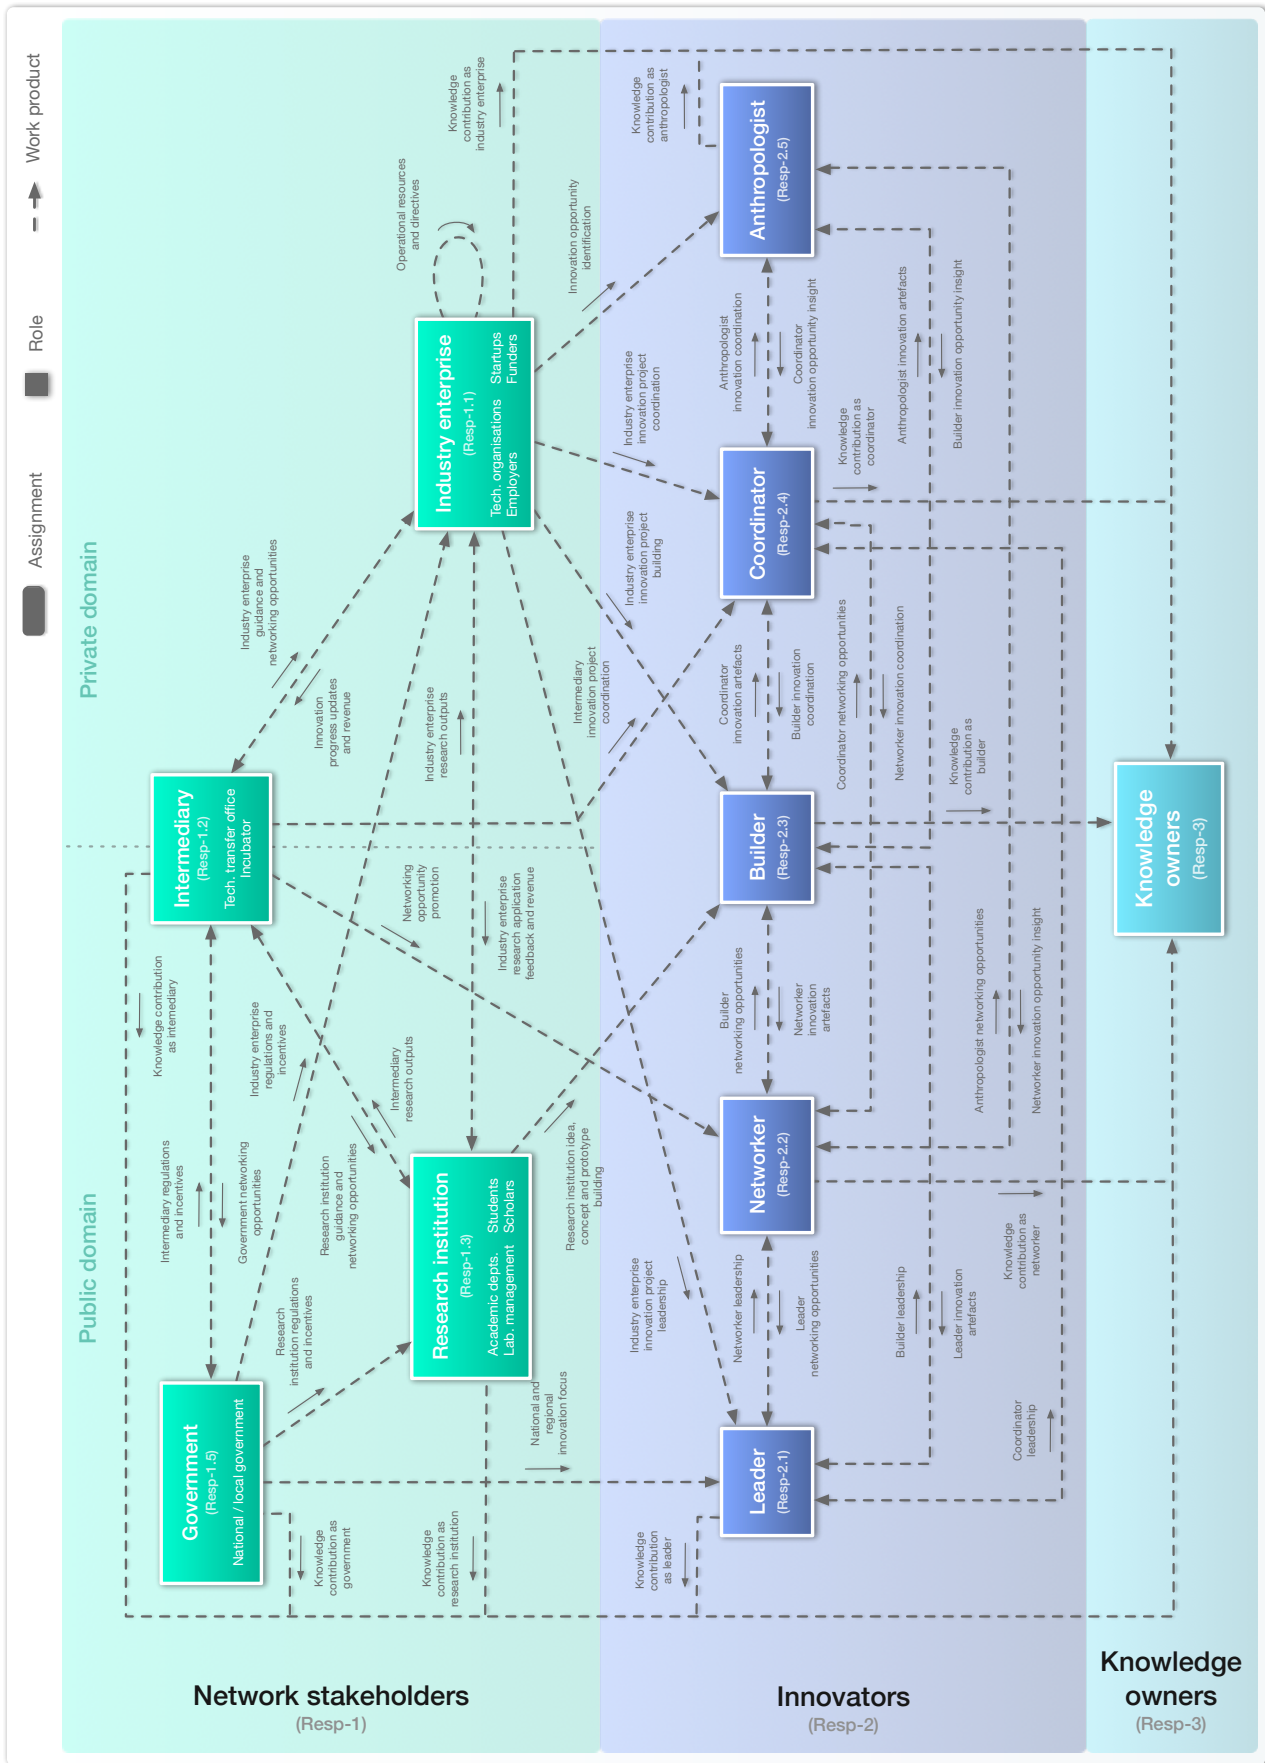 Assignment
Role
Work product
Public domain
Private domain
Government
(Resp-1.5)
National / local government
Intermediary
(Resp-1.2)
Tech. transfer office
Incubator
Research institution
(Resp-1.3)
Academic depts.
Students
Lab. management
Scholars
Industry enterprise
(Resp-1.1)
Tech. organisations
Startups
Employers
Funders
Knowledge contribution
as internediary
Intermediary regulations
and incentives
Government networking
opportunities
Industry enterprise
regulations and
incentives
Research
institution regulations
and incentives
Research institution
guidance and
networking opportunities
Intermediary
research outputs
Industry enterprise
guidance and
networking opportunities
Innovation
progress updates
and revenue
Networking
opportunity
promotion
Industry enterprise
research outputs
Industry enterprise
research application
feedback and revenue
Operational resources
and directives
Knowledge
contribution as
industry enterprise
Innovation opportunity
identification
Knowledge
contribution as
government
Knowledge
contribution as
research institution
National and
regional
innovation focus
Research institution idea,
concept and prototype
building
Intermediary
innovation project
coordination
Industry enterprise
innovation project
leadership
Industry enterprise
innovation project
building
Industry enterprise
innovation project
coordination
Knowledge
contribution
as leader
Knowledge
contribution as
anthropologist
Leader
(Resp-2.1)
Networker
(Resp-2.2)
Builder
(Resp-2.3)
Coordinator
(Resp-2.4)
Anthropologist
(Resp-2.5)
Networker leadership
Leader
networking opportunities
Builder
networking opportunities
Networker
innovation
artefacts
Coordinator
innovation artefacts
Builder innovation
coordination
Anthropologist
innovation coordination
Coordinator
innovation opportunity insight
Coordinator networking opportunities
Networker innovation coordination
Knowledge
contribution as
coordinator
Builder leadership
Leader innovation
artefacts
Anthropologist innovation artefacts
Builder innovation opportunity insight
Knowledge
contribution as
builder
Anthropologist networking opportunities
Networker innovation opportunity insight
Knowledge
contribution as
networker
Coordinator
leadership
Knowledge
owners
(Resp-3)
Network stakeholders
(Resp-1)
Innovators
(Resp-2)
Knowledge
owners
(Resp-3)